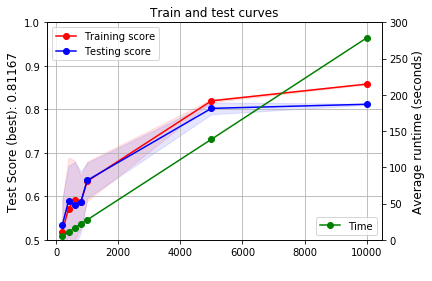 Train and test curves
Training score
Testing score
Time
Test Score (best): 0.81167
Average runtime (seconds)
1.0
0.9
0.8
0.7
0.6
0.5
300
250
200
150
100
50
0
0 2000 4000 6000 8000 10000